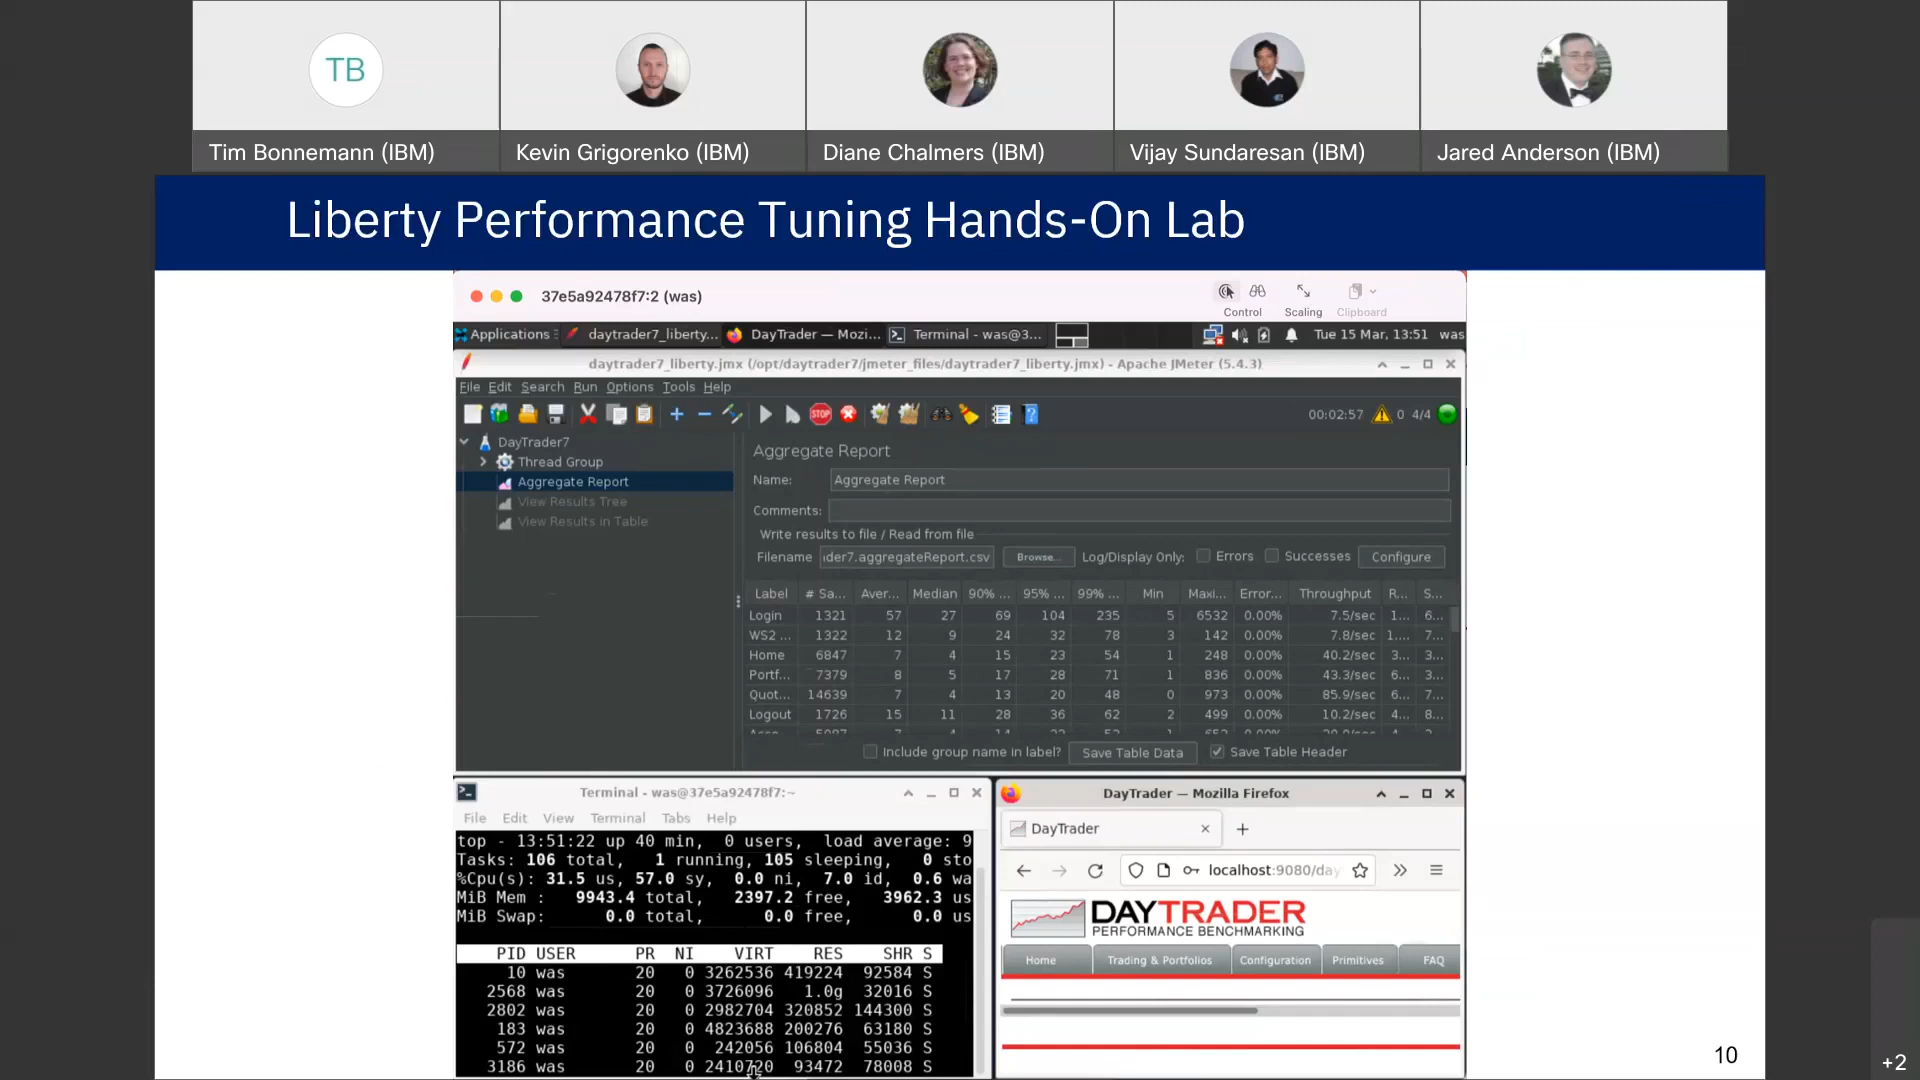 TB
Tim Bonnemann (IBM)
Kevin Grigorenko (IBM)
Diane Chalmers (IBM)
Vijay Sundaresan (IBM)
Jared Anderson (IBM)
Liberty Performance Tuning Hands-On Lab
37e5a92478f7:2 (was)
Control
Scaling
Clipboard
Applications
daytrader7_liberty...
DayTrader — Mozi...
Terminal - was@3...
Tue 15 Mar, 13:51 was
daytrader7_liberty.jmx (/opt/daytrader7/jmeter_files/daytrader7_liberty.jmx) - Apache JMeter (5.4.3)
File Edit Search Run Options Tools Help
STOP
00:02:57 0 4/4
DayTrader7
Thread Group
Aggregate Report
View Results Tree
View Results in Table
Aggregate Report
Name: Aggregate Report
Comments:
Write results to file / Read from file
Filename der7.aggregateReport.csv Browse... Log/Display Only: Errors Successes Configure
Label # Sa... Aver... Median 90% ... 95% ... 99% ... Min Maxi... Error... Throughput R... S...
Login 1321 57 27 69 104 235 5 6532 0.00% 7.5/sec 1... 6...
WS2 ... 1322 12 9 24 32 78 3 142 0.00% 7.8/sec 1.... 7...
Home 6847 7 4 15 23 54 1 248 0.00% 40.2/sec 3... 3...
Portf... 7379 8 5 17 28 71 1 836 0.00% 43.3/sec 6... 3...
Quot... 14639 7 4 13 20 48 0 973 0.00% 85.9/sec 6... 7...
Logout 1726 15 11 28 36 62 2 499 0.00% 10.2/sec 4... 8...
Include group name in label? Save Table Data Save Table Header
Terminal - was@37e5a92478f7:~
File Edit View Terminal Tabs Help
top - 13:51:22 up 40 min, 0 users, load average: 9
Tasks: 106 total, 1 running, 105 sleeping, 0 sto
%Cpu(s): 31.5 us, 57.0 sy, 0.0 ni, 7.0 id, 0.6 wa
MiB Mem : 9943.4 total, 2397.2 free, 3962.3 us
MiB Swap: 0.0 total, 0.0 free, 0.0 us
PID USER PR NI VIRT RES SHR S
10 was 20 0 3262536 419224 92584 S
2568 was 20 0 3726096 1.0g 32016 S
2802 was 20 0 2982704 320852 144300 S
183 was 20 0 4823688 200276 63180 S
572 was 20 0 242056 106804 55036 S
3186 was 20 0 2410720 93472 78008 S
DayTrader — Mozilla Firefox
DayTrader
localhost:9080/day
DAYTRADER
PERFORMANCE BENCHMARKING
Home Trading & Portfolios Configuration Primitives FAQ
10
+2